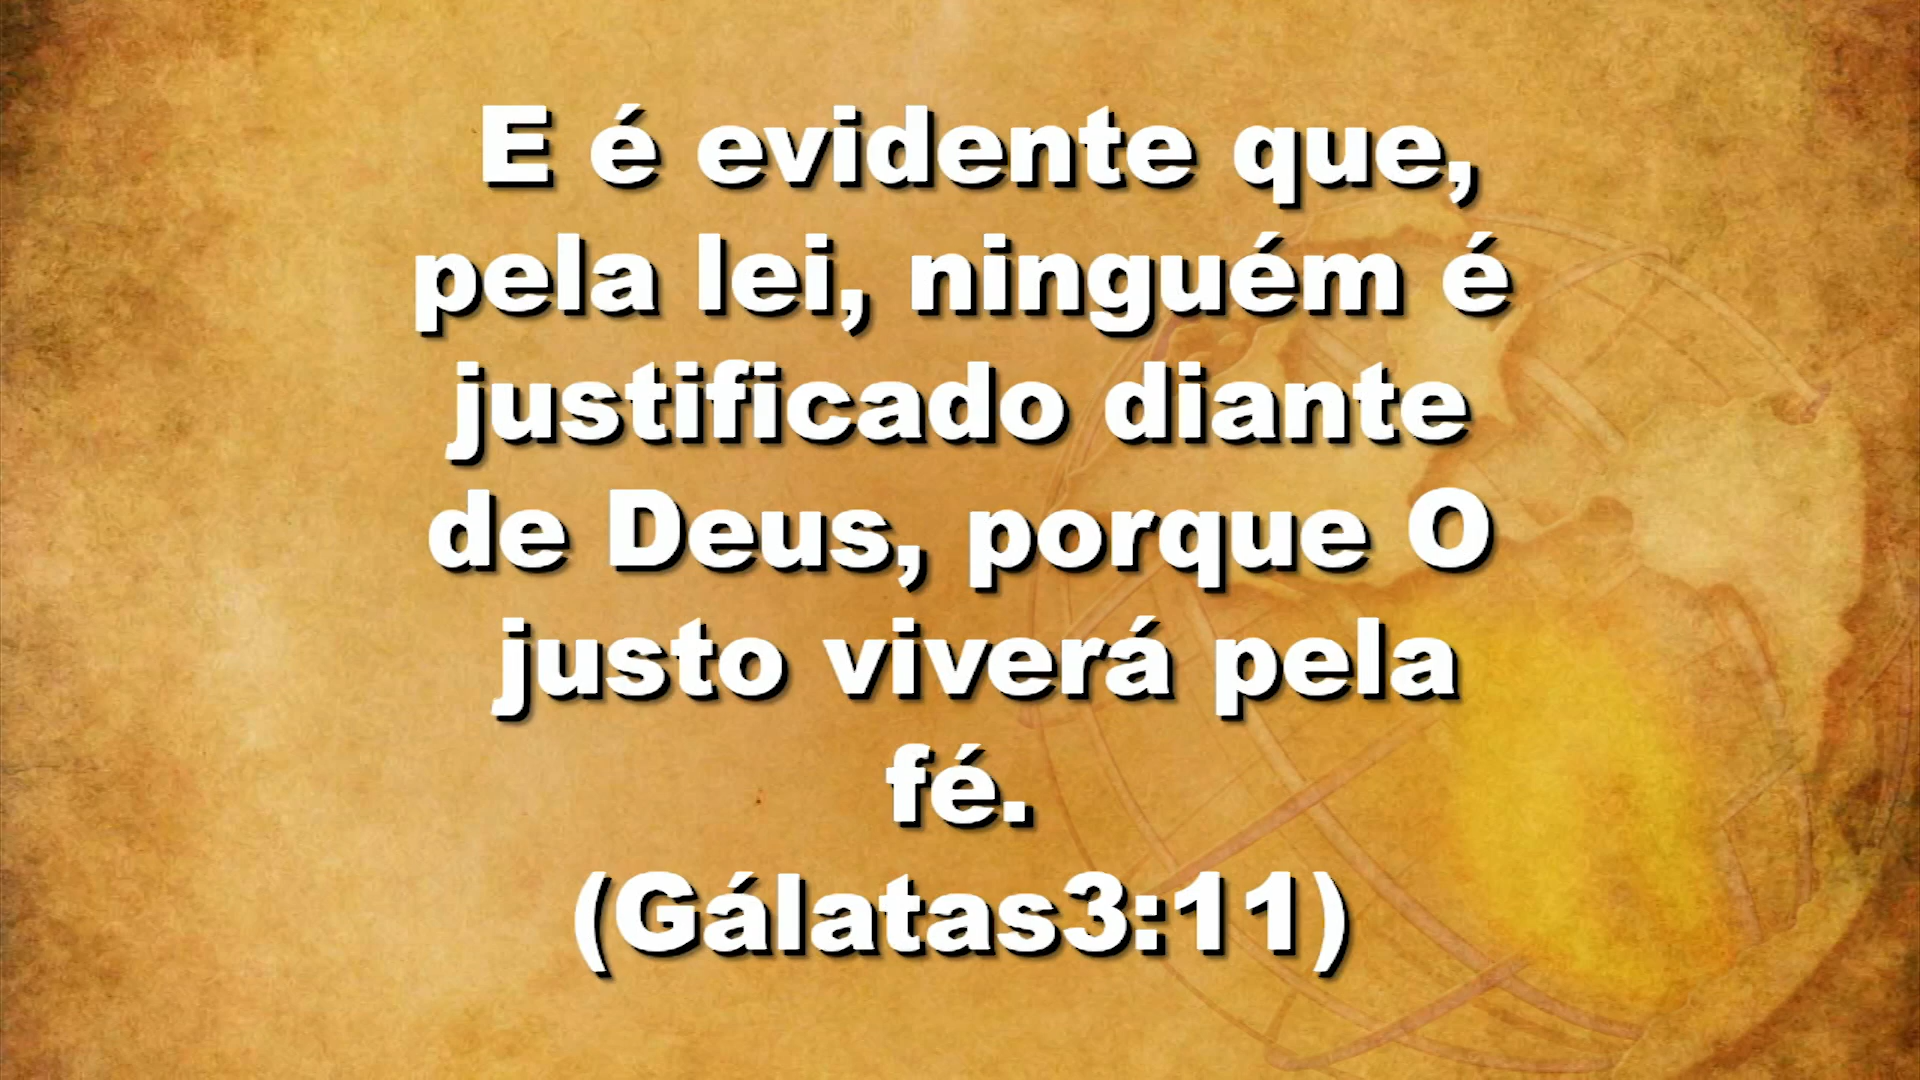 E é evidente que,
pela lei, ninguém é
justificado diante
de Deus, porque O
justo viverá pela
fé.
(Gálatas3:11)